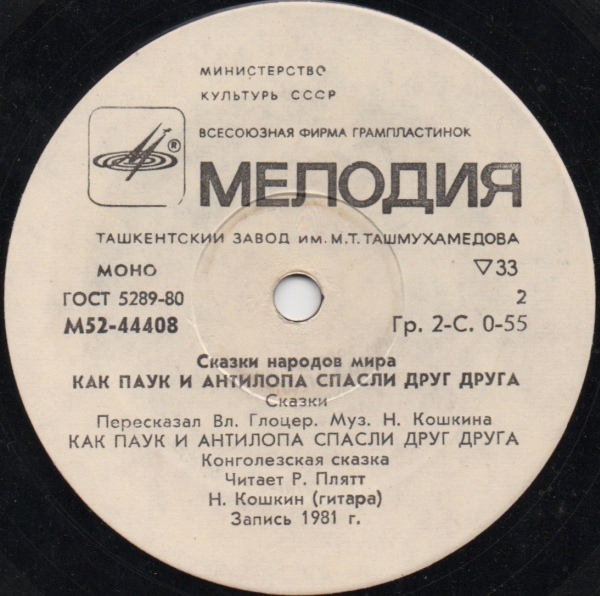 МИНИСТЕРСТВО
КУЛЬТУРЫ СССР
ВСЕСОЮЗНАЯ ФИРМА ГРАМПЛАСТИНОК
®
МЕЛОДИЯ
ТАШКЕНТСКИЙ ЗАВОД ИМ. М.Т. ТАШМУХАМЕДОВА
МОНО ▽33
ГОСТ 5289-80 2
М52-44408 Гр. 2-С. 0-55
Сказки народов мира
КАК ПАУК И АНТИЛОПА СПАСЛИ ДРУГ ДРУГА
Сказки
Пересказал Вл. Глоцер. Муз. Н. Кошкина
КАК ПАУК И АНТИЛОПА СПАСЛИ ДРУГ ДРУГА
Конголезская сказка
Читает Р. Плятт
Н. Кошкин (гитара)
Запись 1981 г.